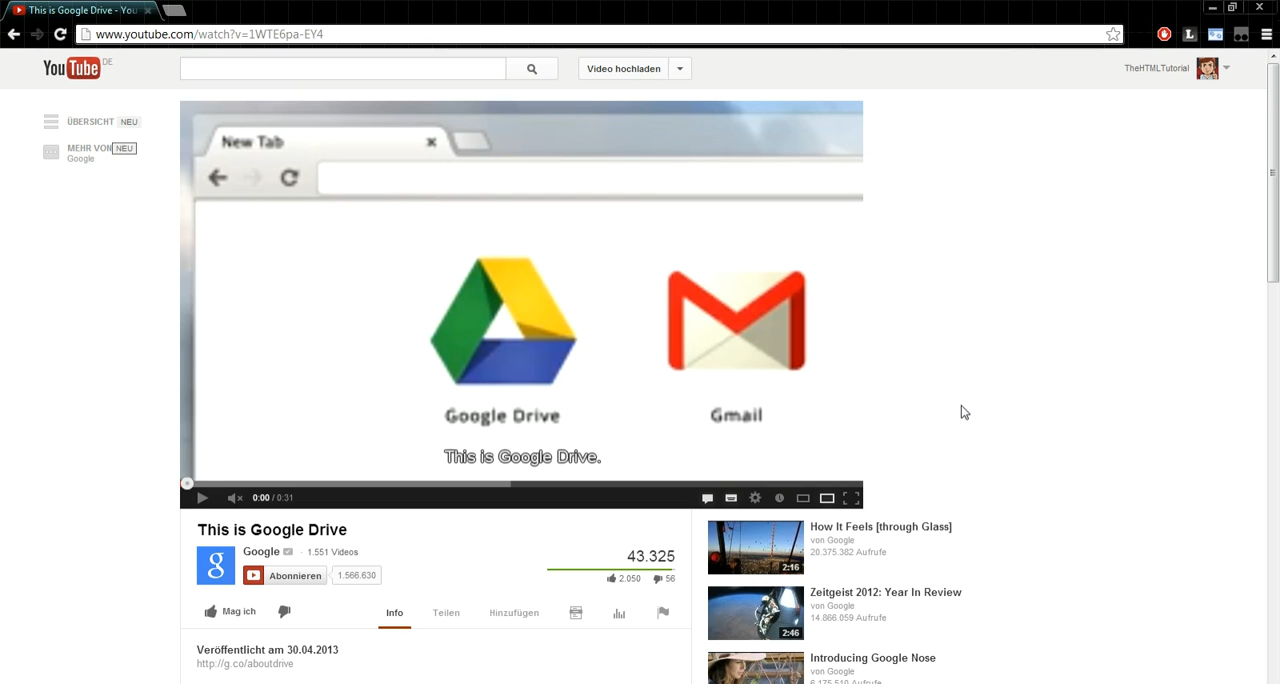 This is Google Drive - You
www.youtube.com/watch?v=1WTE6pa-EY4
YouTube DE
Video hochladen
TheHTMLTutorial
ÜBERSICHT NEU
MEHR VON NEU
Google
New Tab
Google Drive
Gmail
This is Google Drive.
0:00 / 0:31
This is Google Drive
Google · 1.551 Videos
Abonnieren 1.566.630
43.325
2.050 56
Mag ich
Info Teilen Hinzufügen
Veröffentlicht am 30.04.2013
http://g.co/aboutdrive
2:16
How It Feels [through Glass]
von Google
20.375.382 Aufrufe
2:46
Zeitgeist 2012: Year In Review
von Google
14.866.059 Aufrufe
Introducing Google Nose
von Google